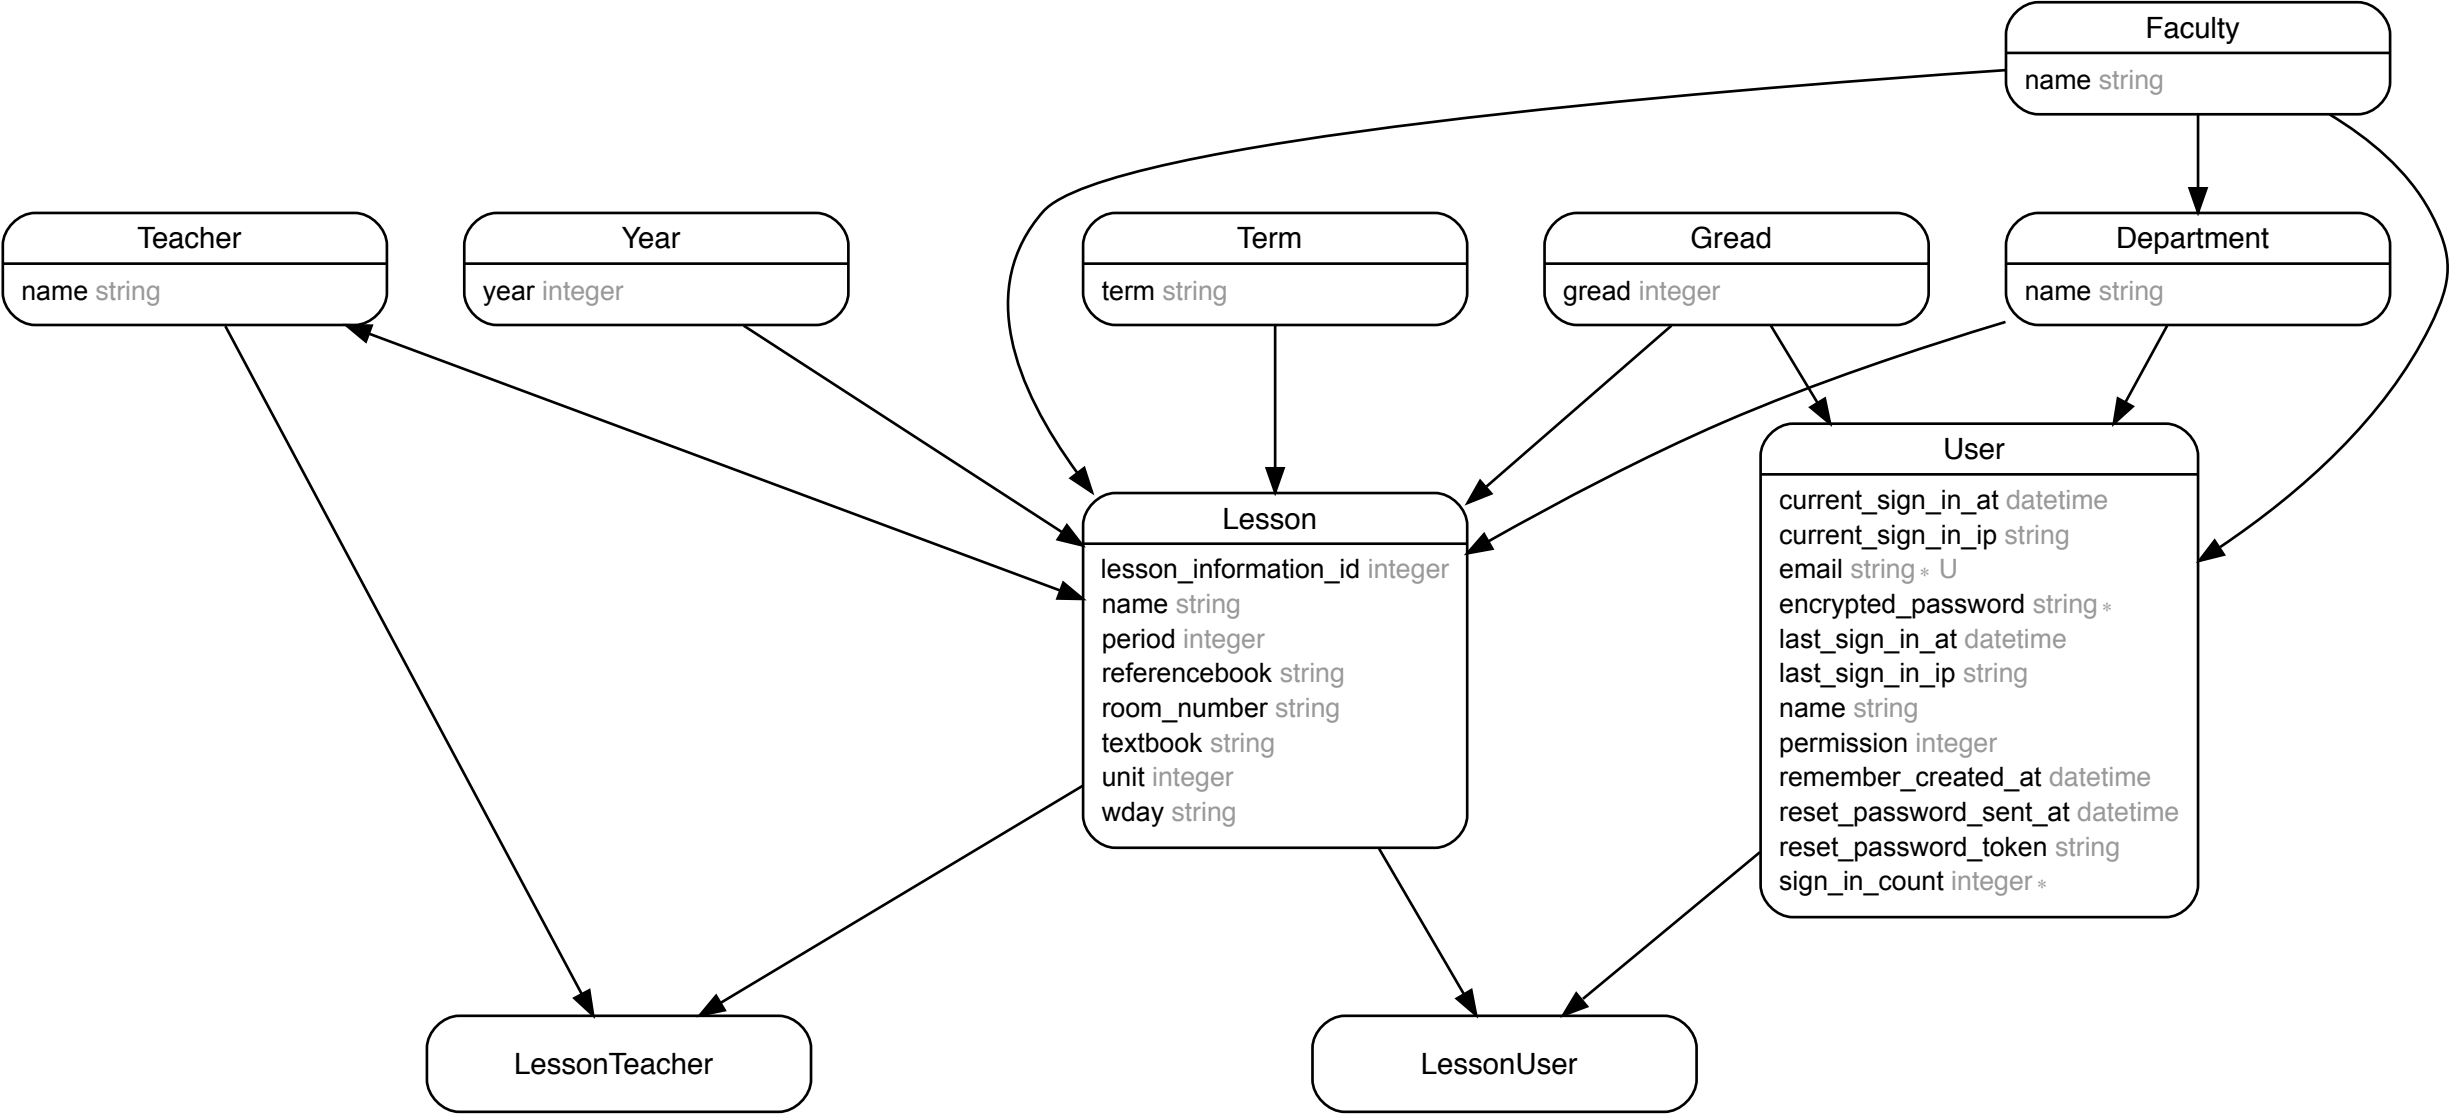 Faculty
name string
Teacher
name string
Year
year integer
Term
term string
Gread
gread integer
Department
name string
Lesson
lesson_information_id integer
name string
period integer
referencebook string
room_number string
textbook string
unit integer
wday string
User
current_sign_in_at datetime
current_sign_in_ip string
email string * U
encrypted_password string *
last_sign_in_at datetime
last_sign_in_ip string
name string
permission integer
remember_created_at datetime
reset_password_sent_at datetime
reset_password_token string
sign_in_count integer *
LessonTeacher
LessonUser